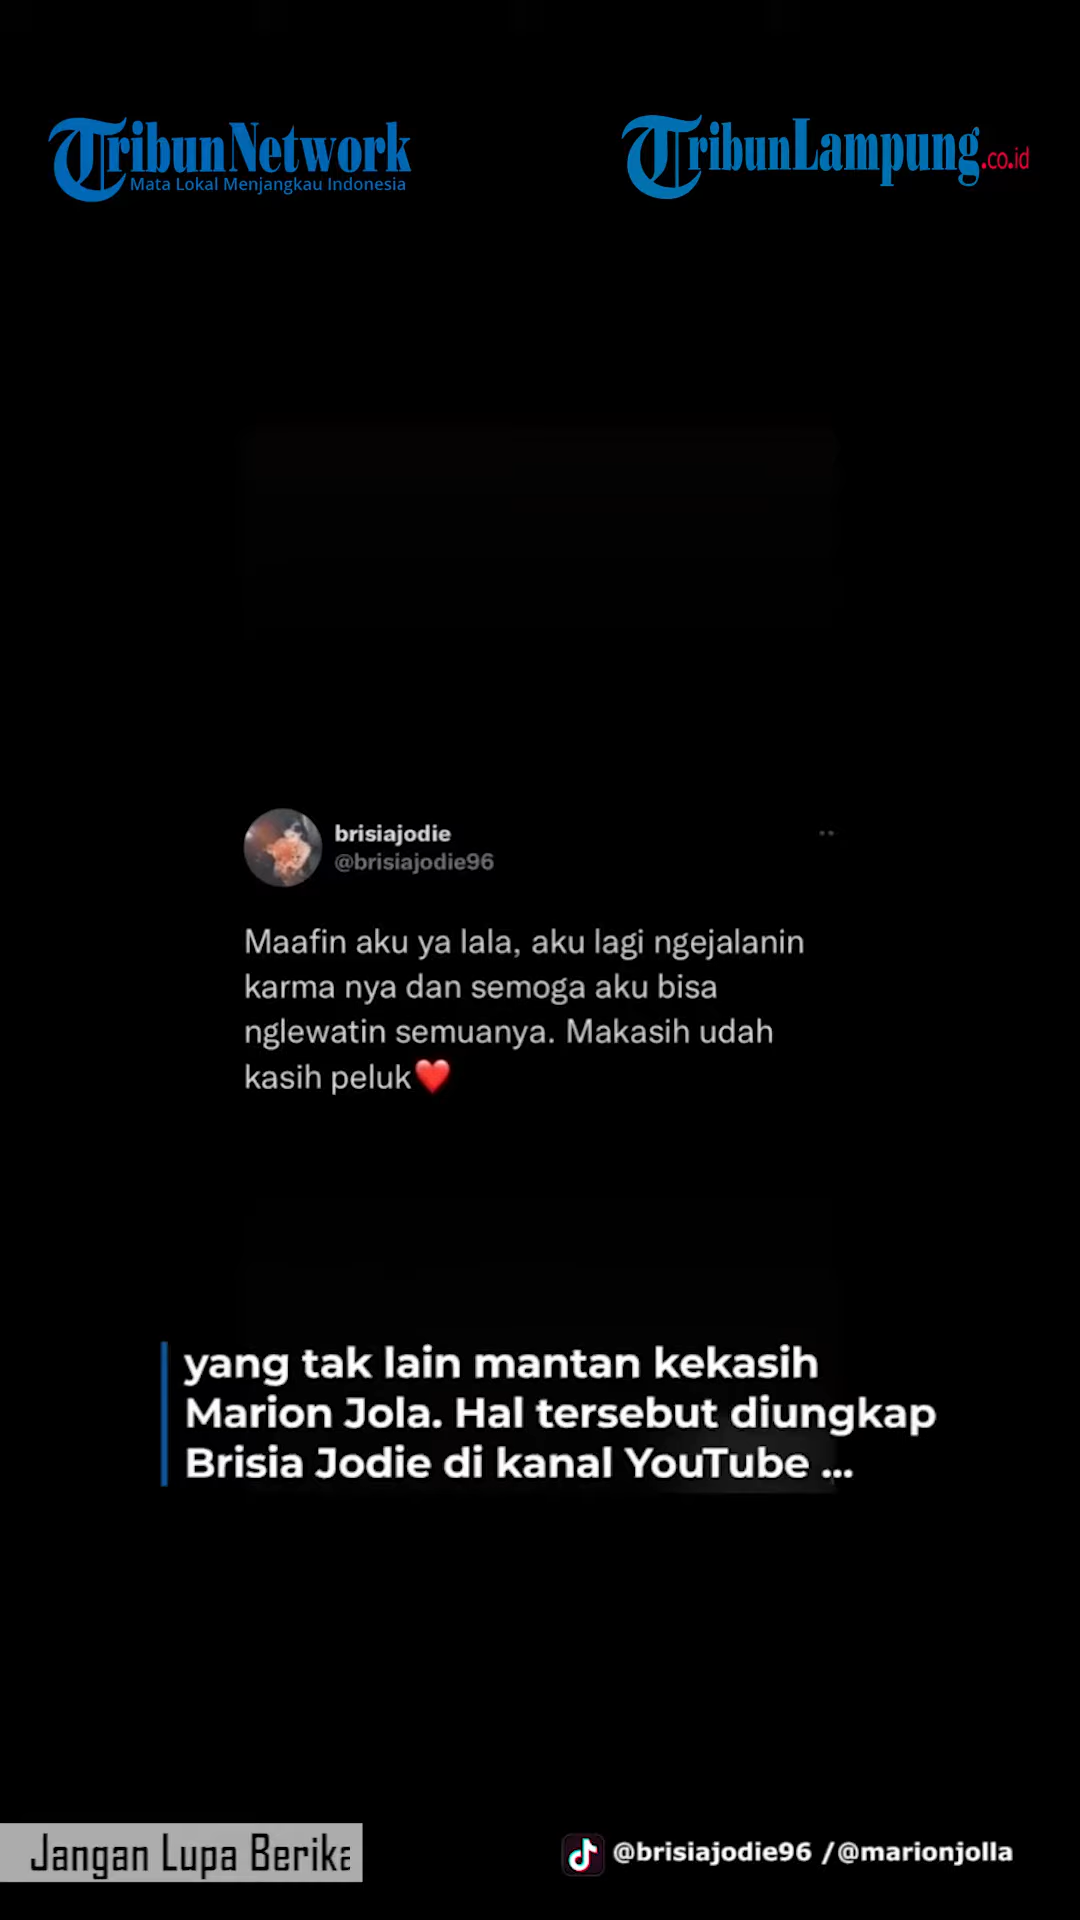 TribunNetwork
Mata Lokal Menjangkau Indonesia
TribunLampung.co.id
brisiajodie
@brisiajodie96
Maafin aku ya lala, aku lagi ngejalanin
karma nya dan semoga aku bisa
nglewatin semuanya. Makasih udah
kasih peluk❤️
yang tak lain mantan kekasih
Marion Jola. Hal tersebut diungkap
Brisia Jodie di kanal YouTube ...
Jangan Lupa Berika
@brisiajodie96 /@marionjolla